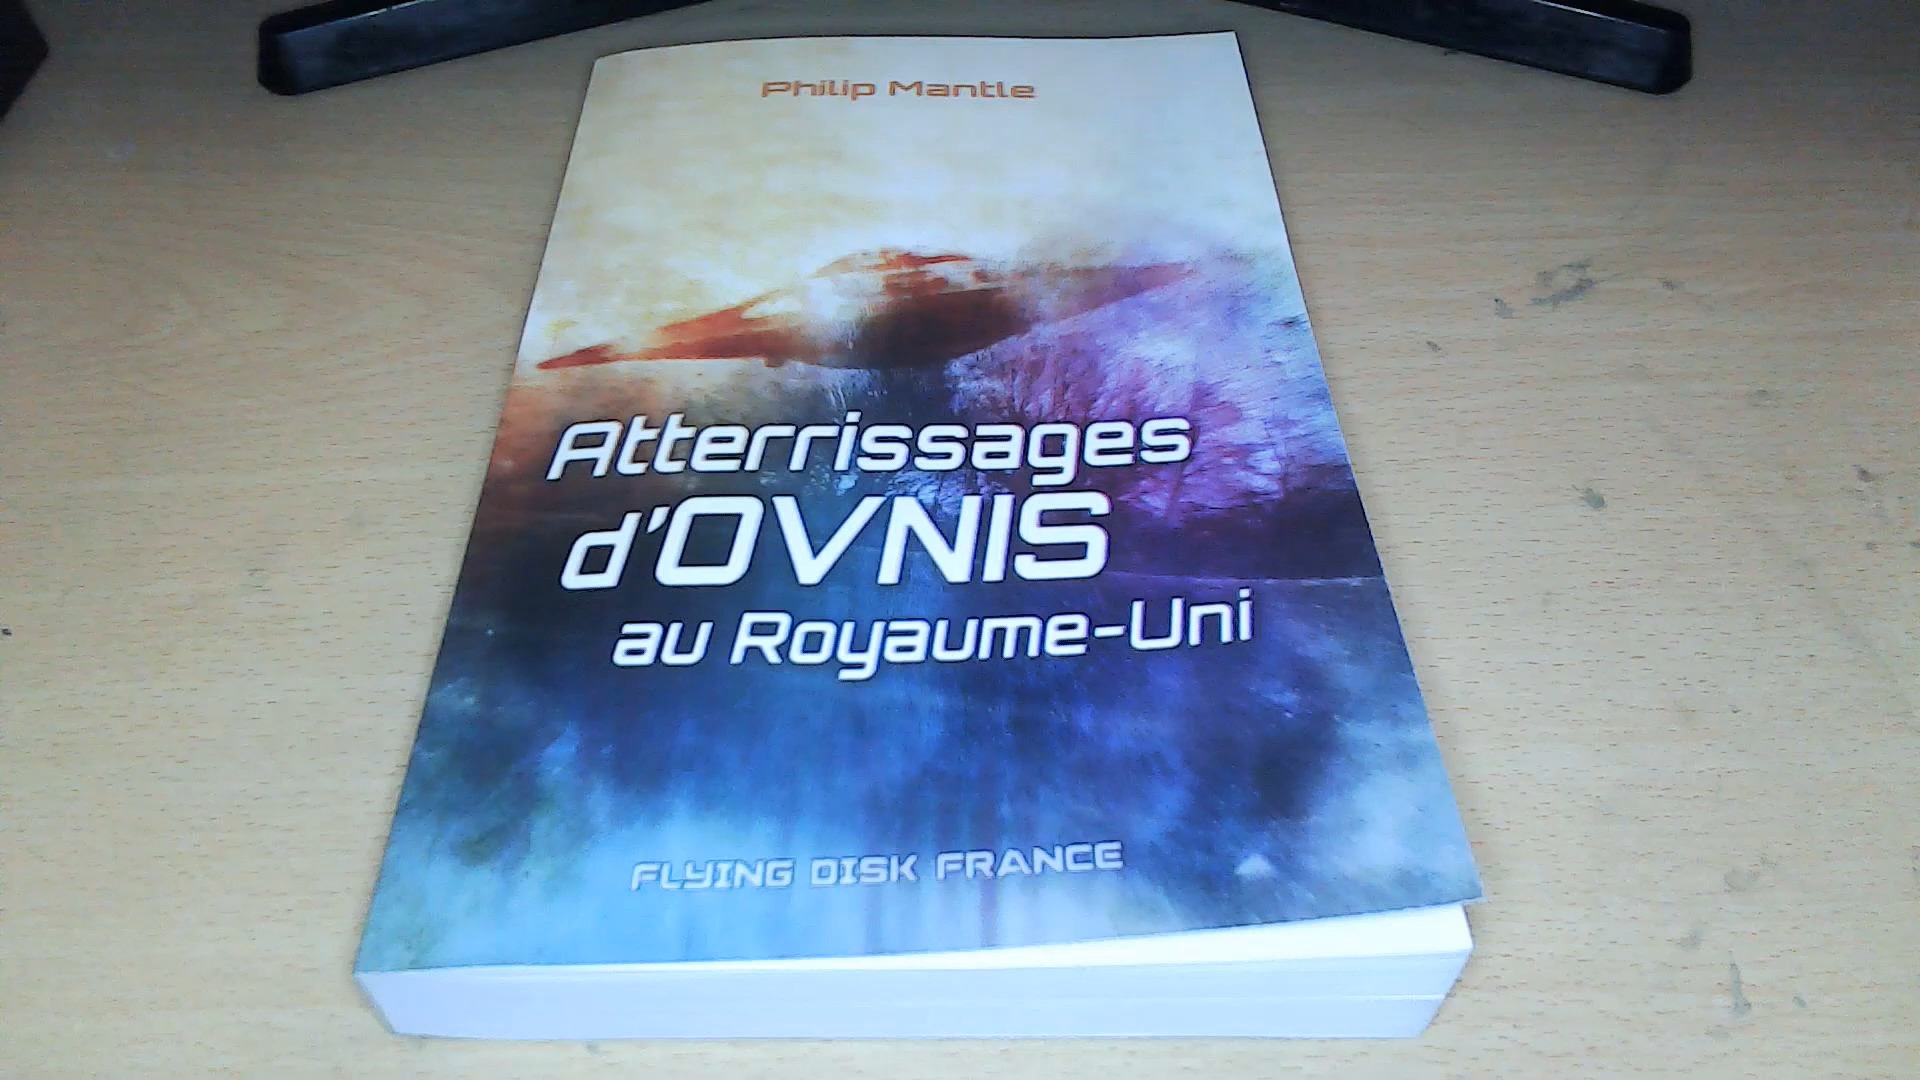 Philip Mantle
Atterrissages
d'OVNIS
au Royaume-Uni
FLYING DISK FRANCE